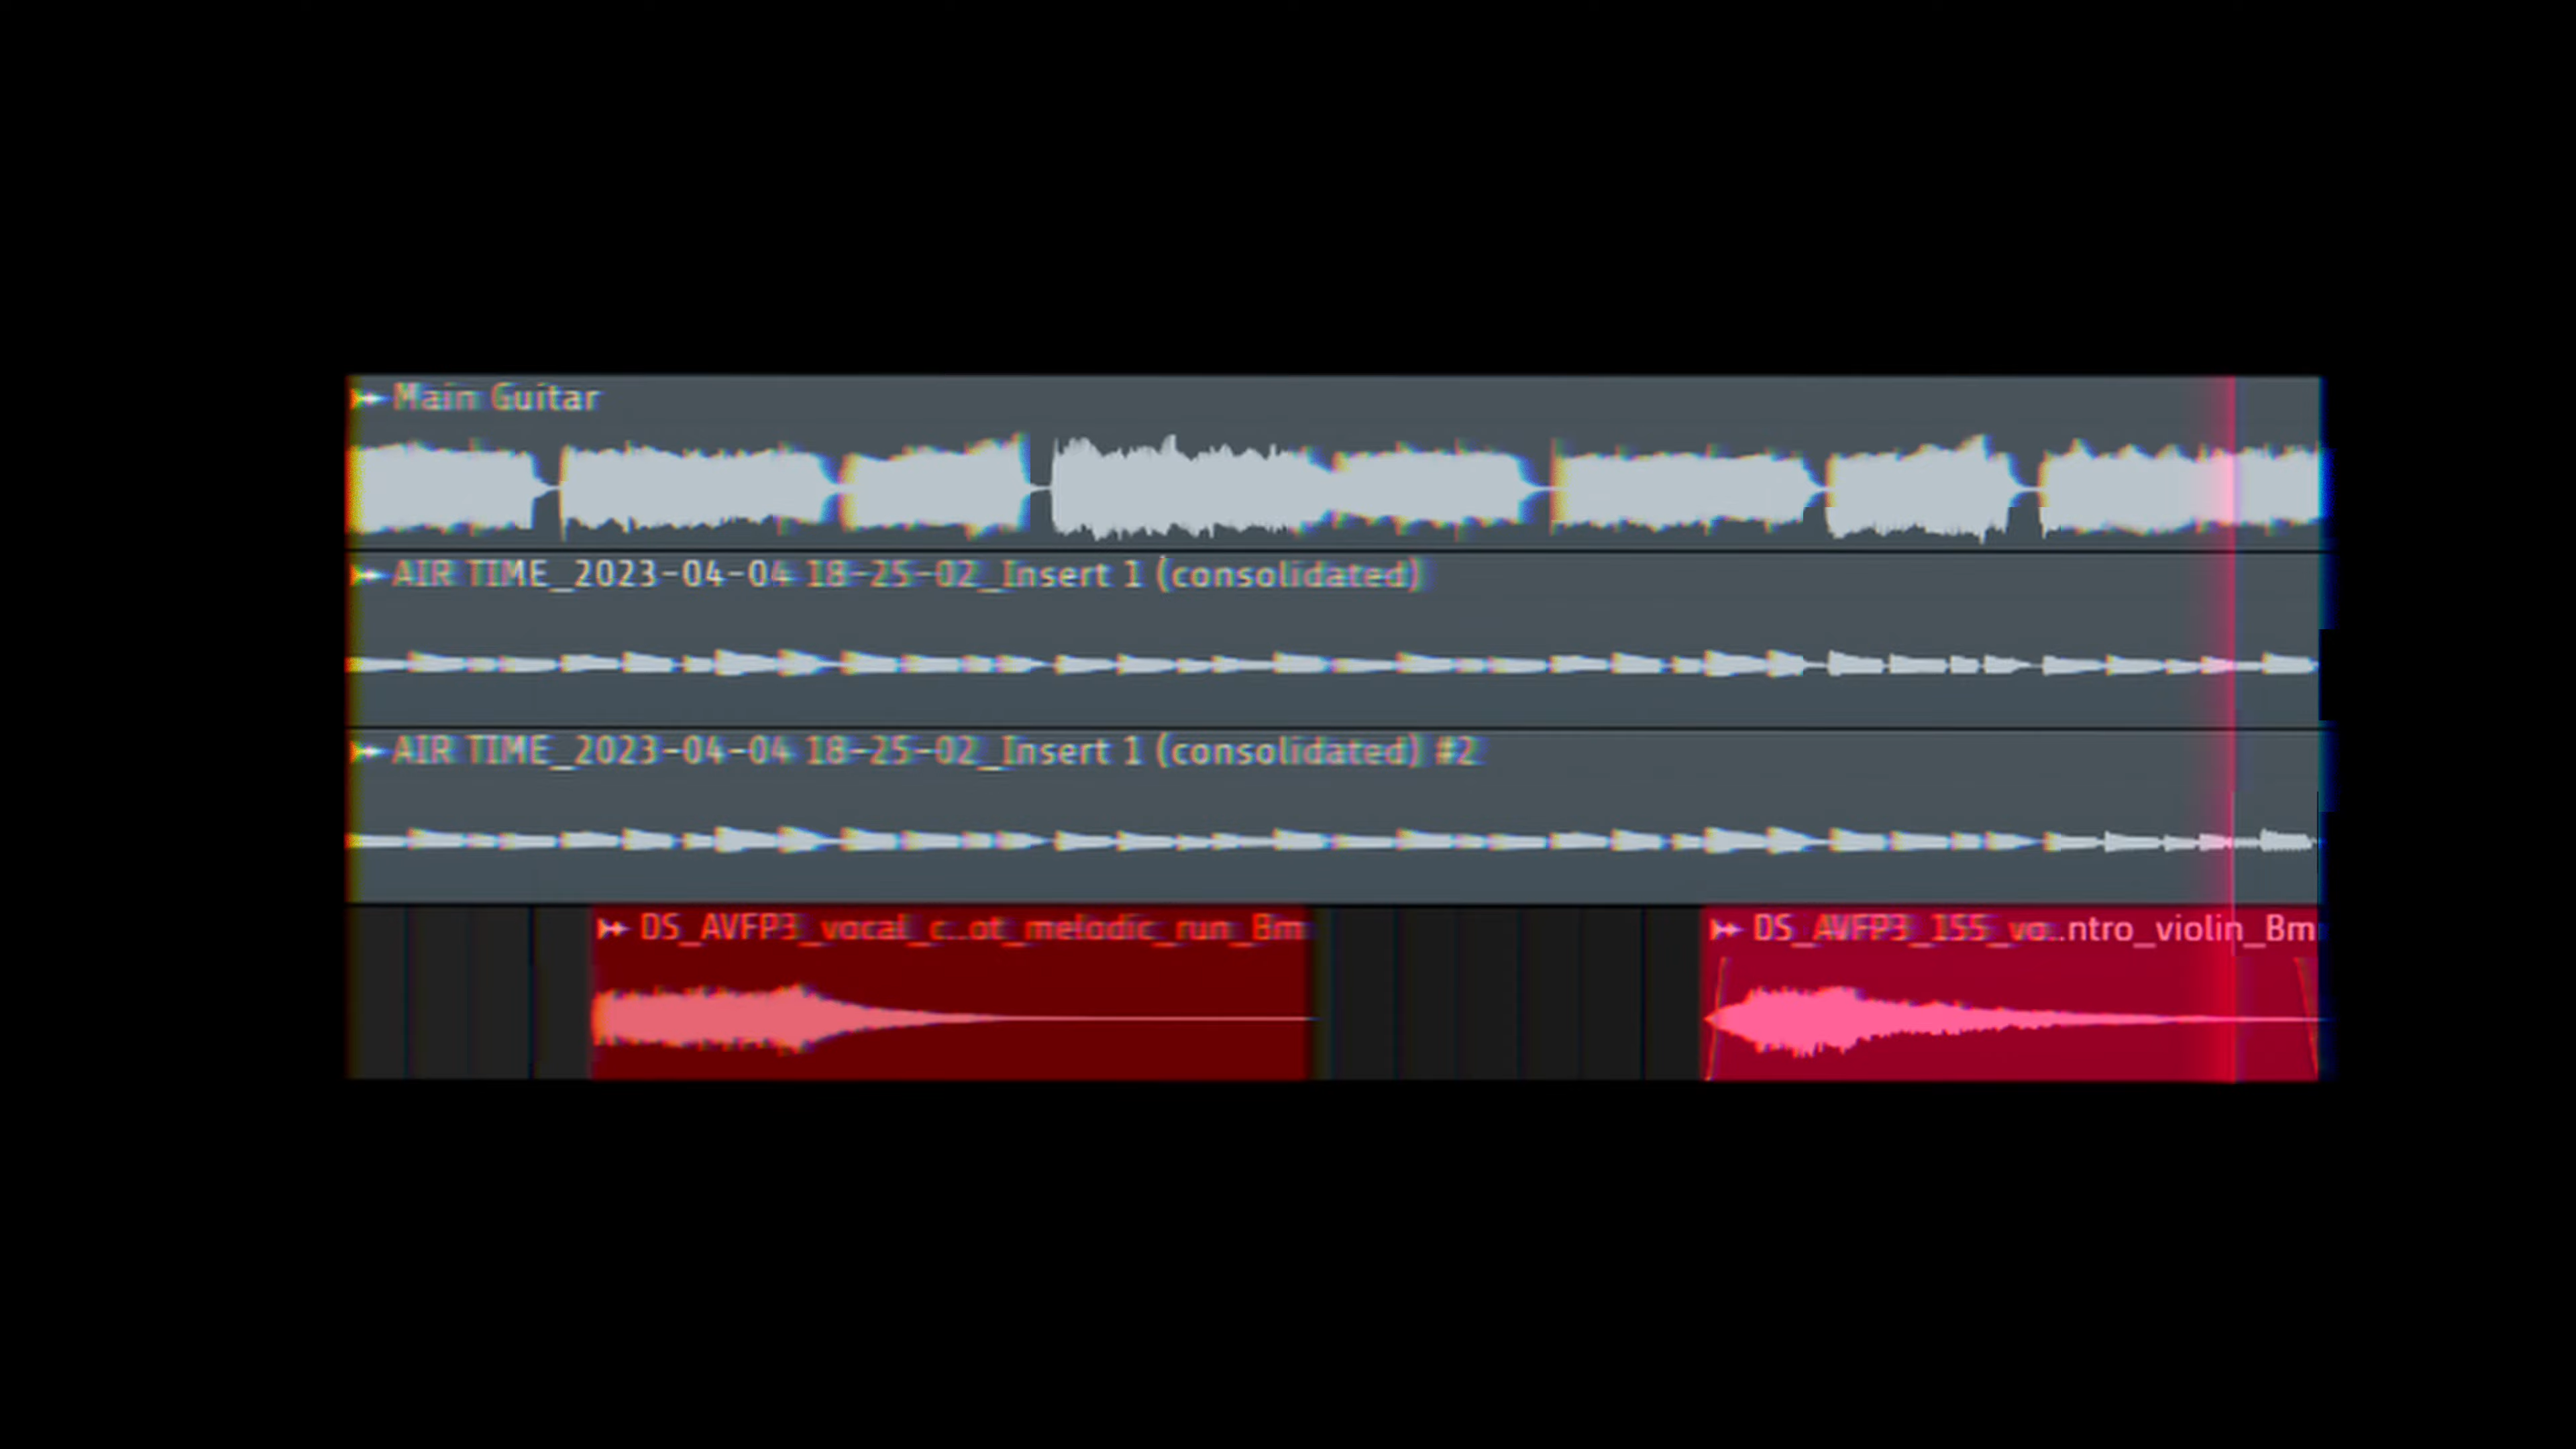 Main Guitar
AIR TIME_2023-04-04 18-25-02_Insert 1 (consolidated)
AIR TIME_2023-04-04 18-25-02_Insert 1 (consolidated) #2
DS_AVFP3_vocal_c..ot_melodic_run_Bm
DS_AVFP3_155_vo..ntro_violin_Bm